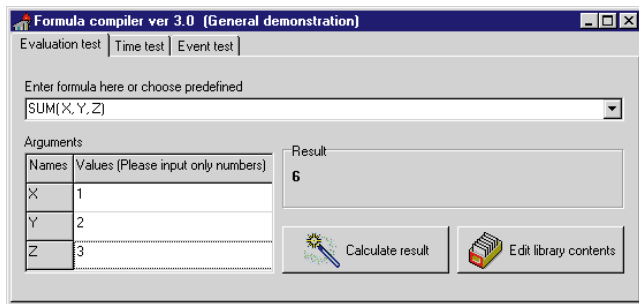 Formula compiler ver 3.0 (General demonstration)
Evaluation test Time test Event test
Enter formula here or choose predefined
SUM(X,Y,Z)
Arguments
Names Values (Please input only numbers)
X 1
Y 2
Z 3
Result
6
Calculate result Edit library contents